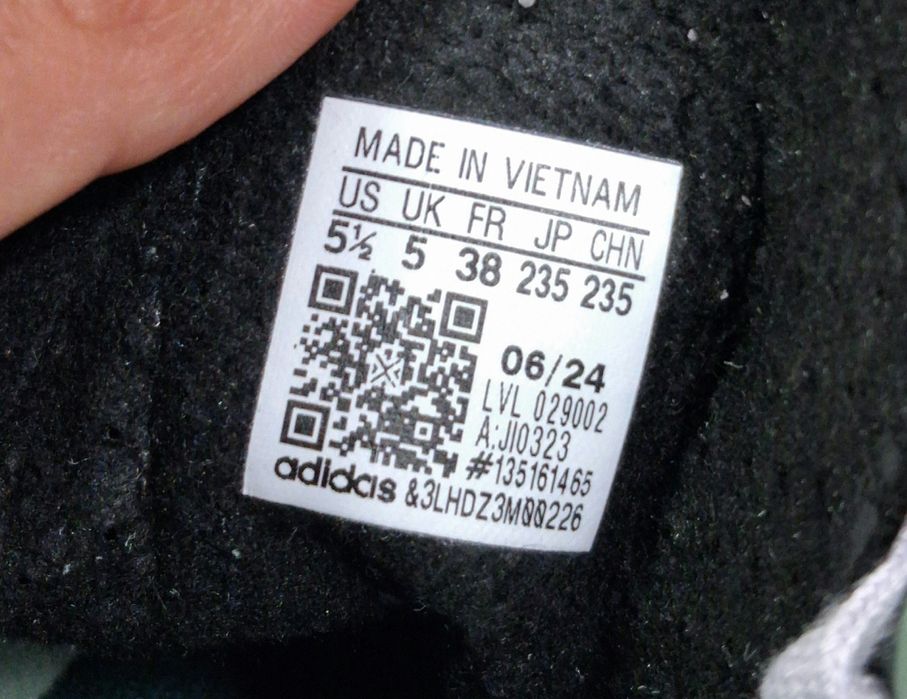 MADE IN VIETNAM
US UK FR JP CHN
5½ 5 38 235 235
06/24
LVL 029002
A:JI0323
#135161465
adidas &3LHDZ3M00226